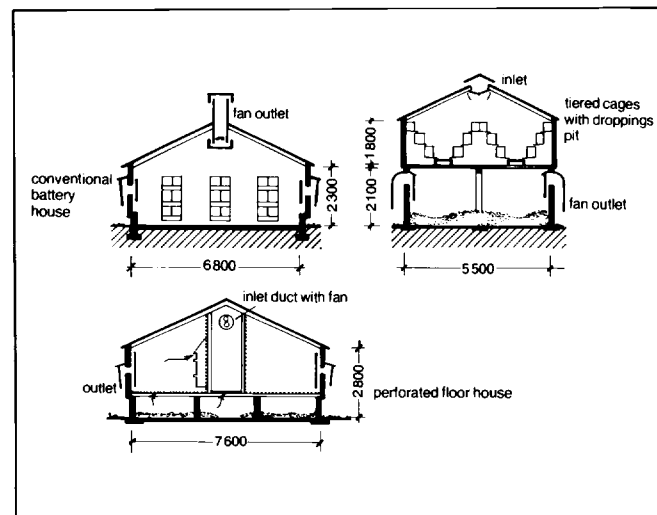 fan outlet
conventional
battery
house
2300
6800
inlet
tiered cages
with droppings
pit
1800
2100
fan outlet
5500
inlet duct with fan
outlet
2800
perforated floor house
7600